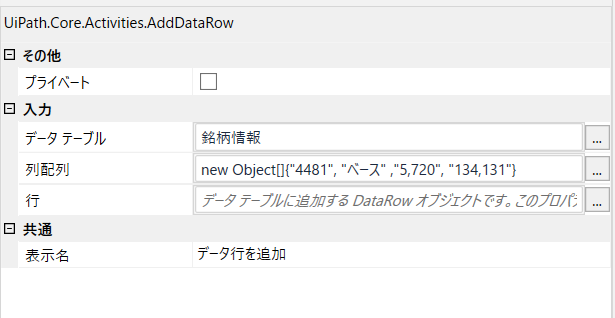 UiPath.Core.Activities.AddDataRow
その他
プライベート
入力
データ テーブル 銘柄情報 ...
列配列 new Object[]{"4481", "ベース" ,"5,720", "134,131"} ...
行 データ テーブルに追加する DataRow オブジェクトです。このプロパ ...
共通
表示名 データ行を追加